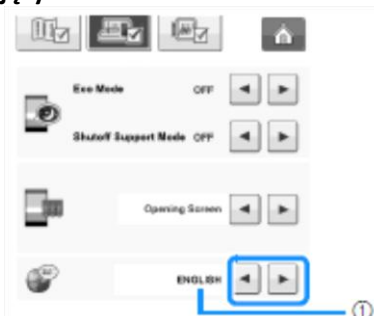 Eco Mode OFF
Shutoff Support Mode OFF
Opening Screen
ENGLISH
①